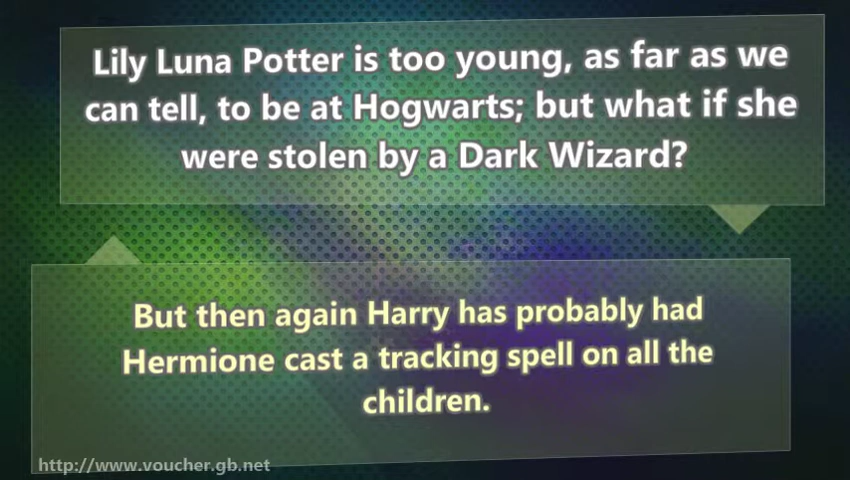 Lily Luna Potter is too young, as far as we
can tell, to be at Hogwarts; but what if she
were stolen by a Dark Wizard?
But then again Harry has probably had
Hermione cast a tracking spell on all the
children.
http://www.voucher.gb.net